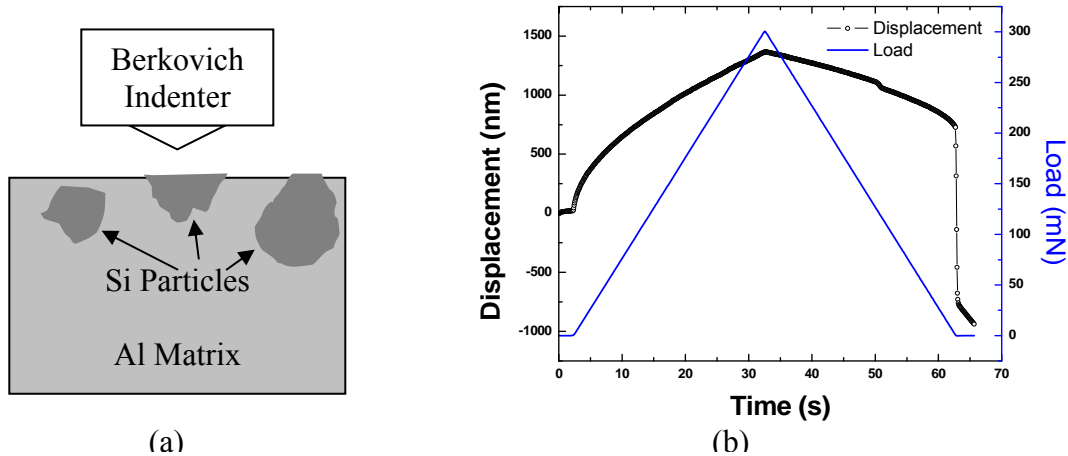 Berkovich
Indenter
Si Particles
Al Matrix
(a)
Displacement
Load
1500
1000
500
0
-500
-1000
Displacement (nm)
300
250
200
150
100
50
0
Load (mN)
0 10 20 30 40 50 60 70
Time (s)
(b)